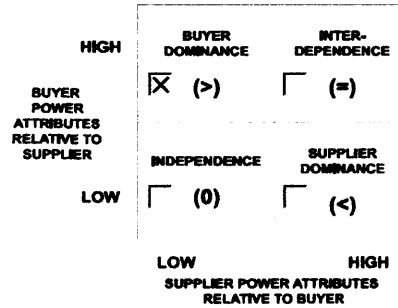 HIGH
BUYER
DOMINANCE
INTER-
DEPENDENCE
(>)
(=)
BUYER
POWER
ATTRIBUTES
RELATIVE TO
SUPPLIER
INDEPENDENCE
SUPPLIER
DOMINANCE
LOW
(0)
(<)
LOW
HIGH
SUPPLIER POWER ATTRIBUTES
RELATIVE TO BUYER